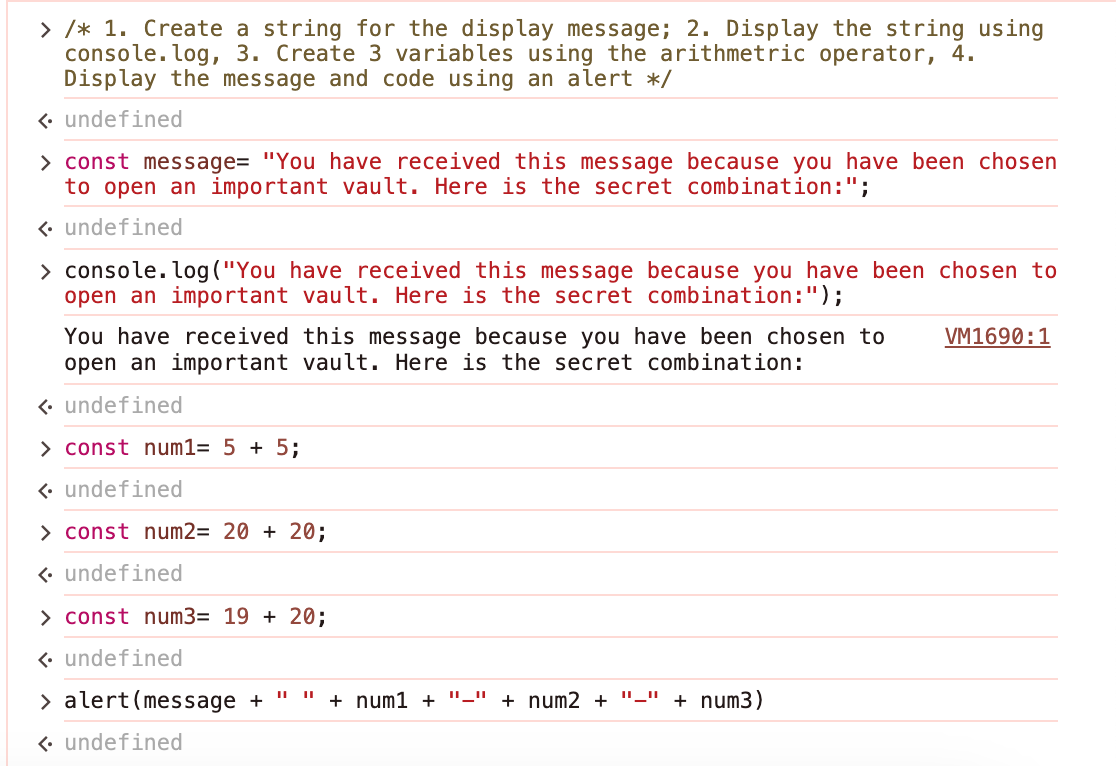 > /* 1. Create a string for the display message; 2. Display the string using
console.log, 3. Create 3 variables using the arithmetric operator, 4.
Display the message and code using an alert */
<· undefined
> const message= "You have received this message because you have been chosen
to open an important vault. Here is the secret combination:";
<· undefined
> console.log("You have received this message because you have been chosen to
open an important vault. Here is the secret combination:");
You have received this message because you have been chosen to VM1690:1
open an important vault. Here is the secret combination:
<· undefined
> const num1= 5 + 5;
<· undefined
> const num2= 20 + 20;
<· undefined
> const num3= 19 + 20;
<· undefined
> alert(message + " " + num1 + "-" + num2 + "-" + num3)
<· undefined